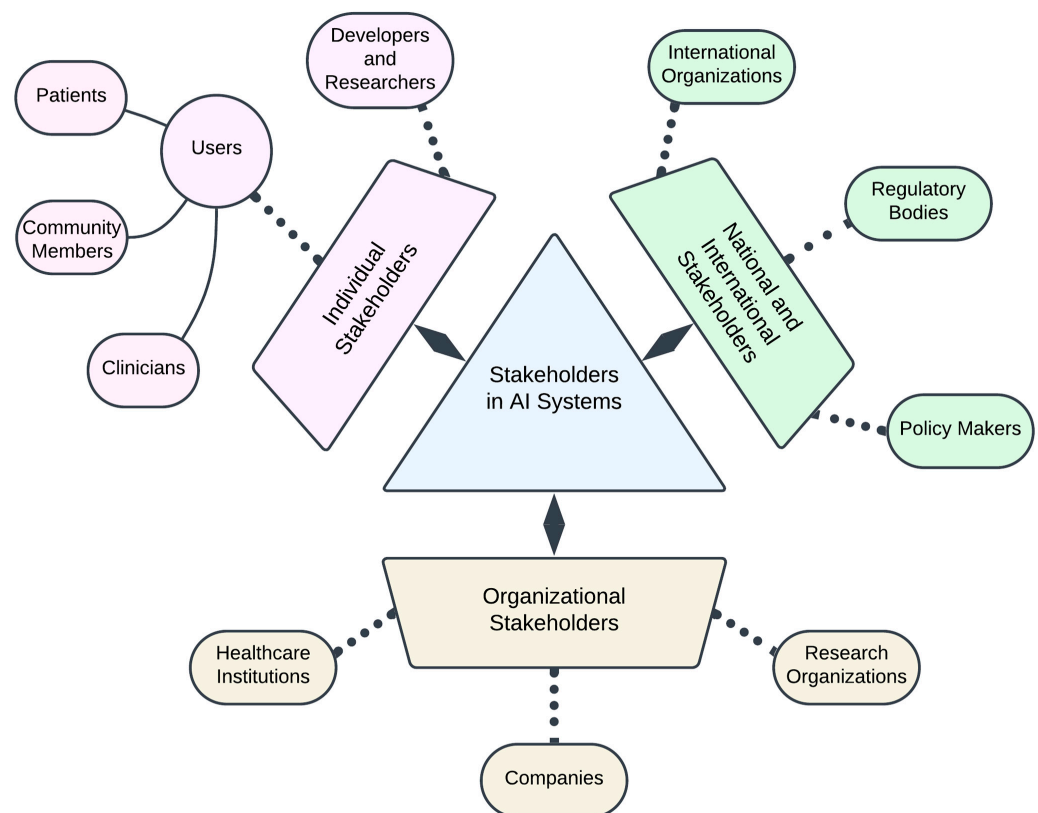 Developers
and
Researchers
International
Organizations
Patients
Users
Regulatory
Bodies
Community
Members
Individual
Stakeholders
National and
International
Stakeholders
Clinicians
Stakeholders
in AI Systems
Policy Makers
Organizational
Stakeholders
Healthcare
Institutions
Research
Organizations
Companies